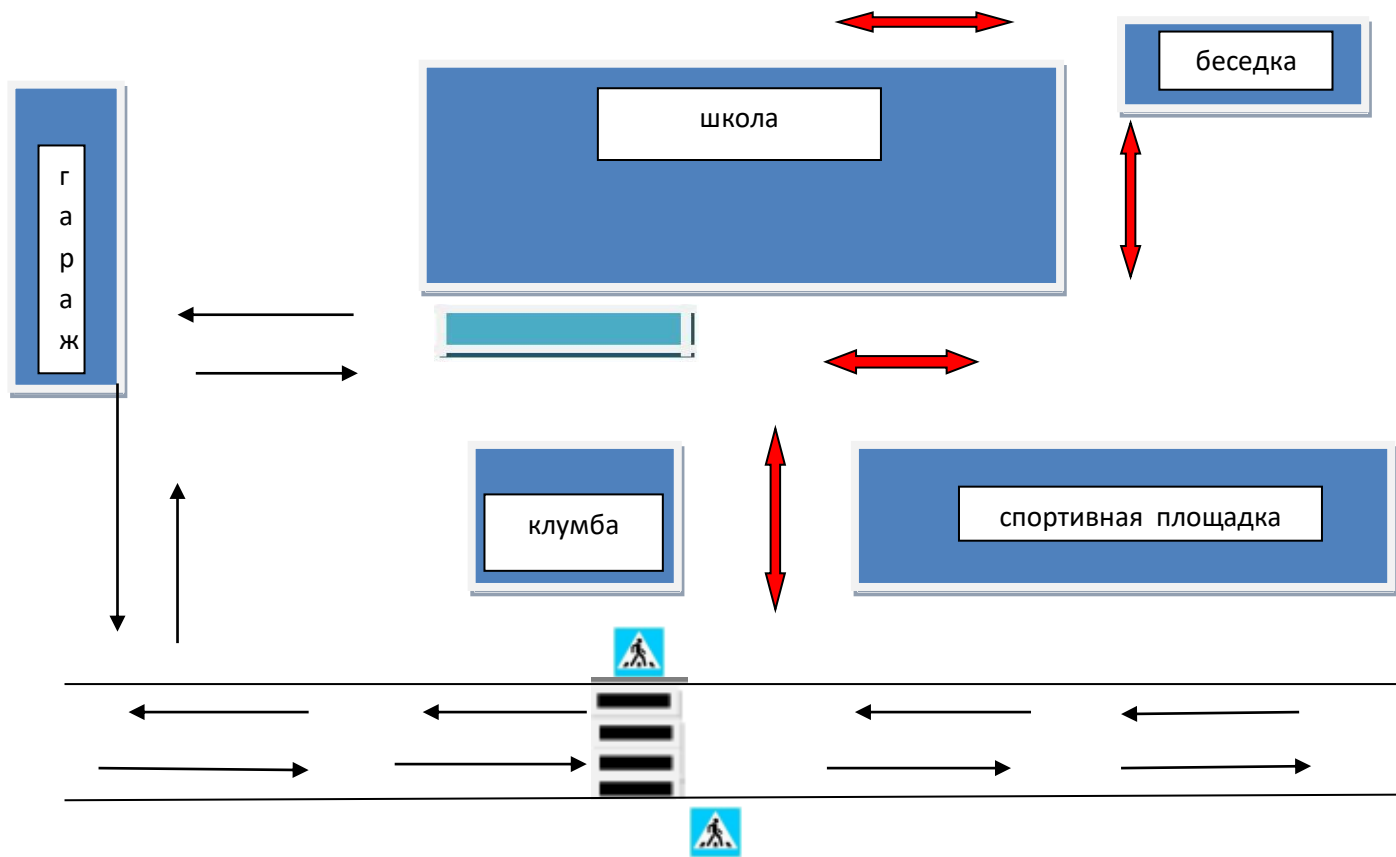 беседка
школа
г
а
р
а
ж
клумба
спортивная площадка